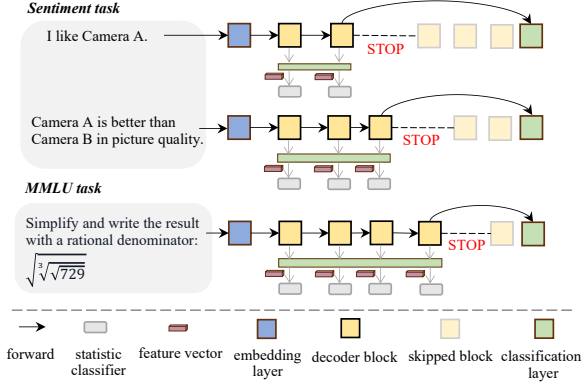 Sentiment task
I like Camera A.
STOP
Camera A is better than
Camera B in picture quality.
STOP
MMLU task
Simplify and write the result
with a rational denominator:
√∛√729
STOP
forward
statistic
classifier
feature vector
embedding
layer
decoder block
skipped block
classification
layer